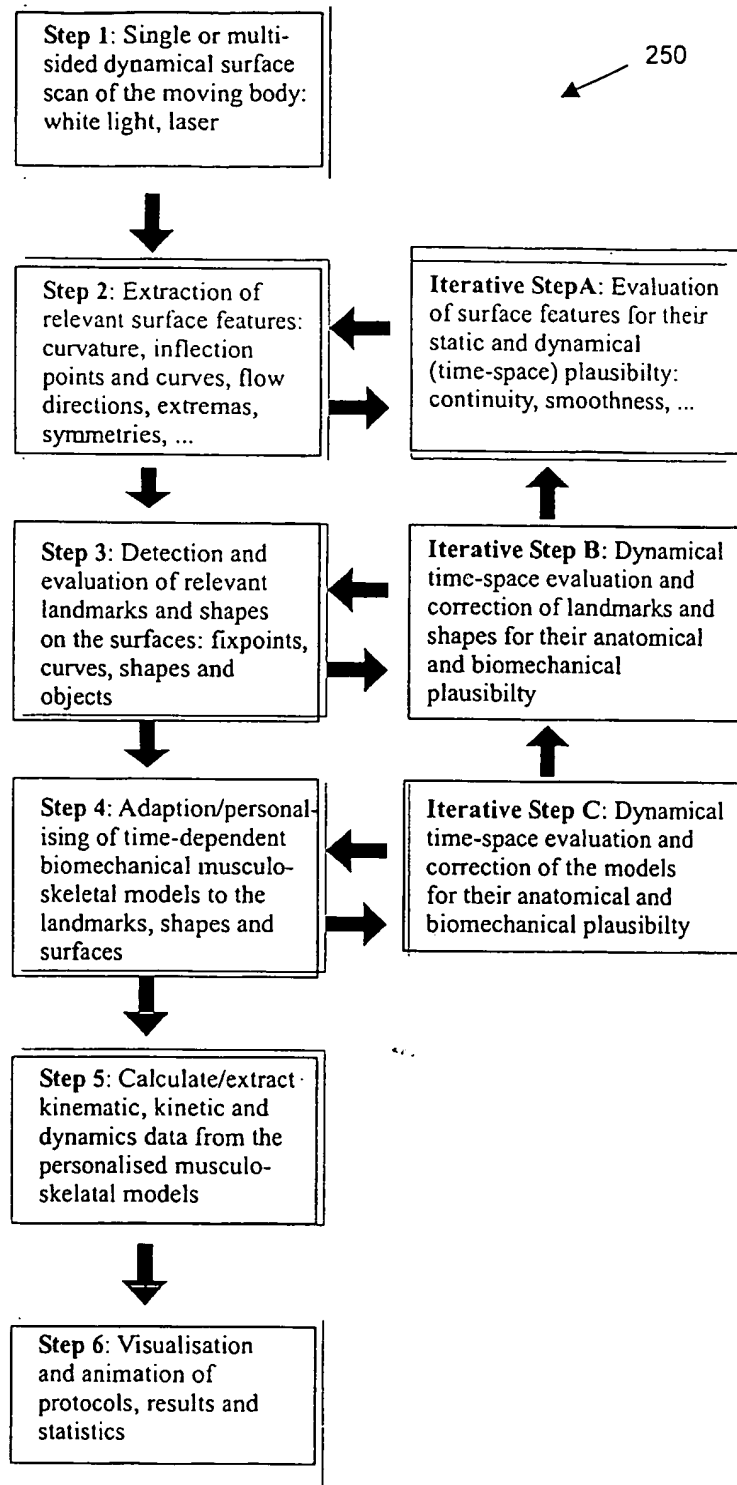 Step 1: Single or multi-
sided dynamical surface
scan of the moving body:
white light, laser
250
Step 2: Extraction of
relevant surface features:
curvature, inflection
points and curves, flow
directions, extremas,
symmetries, ...
Iterative StepA: Evaluation
of surface features for their
static and dynamical
(time-space) plausibilty:
continuity, smoothness, ...
Step 3: Detection and
evaluation of relevant
landmarks and shapes
on the surfaces: fixpoints,
curves, shapes and
objects
Iterative Step B: Dynamical
time-space evaluation and
correction of landmarks and
shapes for their anatomical
and biomechanical
plausibilty
Step 4: Adaption/personal-
ising of time-dependent
biomechanical musculo-
skeletal models to the
landmarks, shapes and
surfaces
Iterative Step C: Dynamical
time-space evaluation and
correction of the models
for their anatomical and
biomechanical plausibilty
Step 5: Calculate/extract
kinematic, kinetic and
dynamics data from the
personalised musculo-
skelatal models
Step 6: Visualisation
and animation of
protocols, results and
statistics